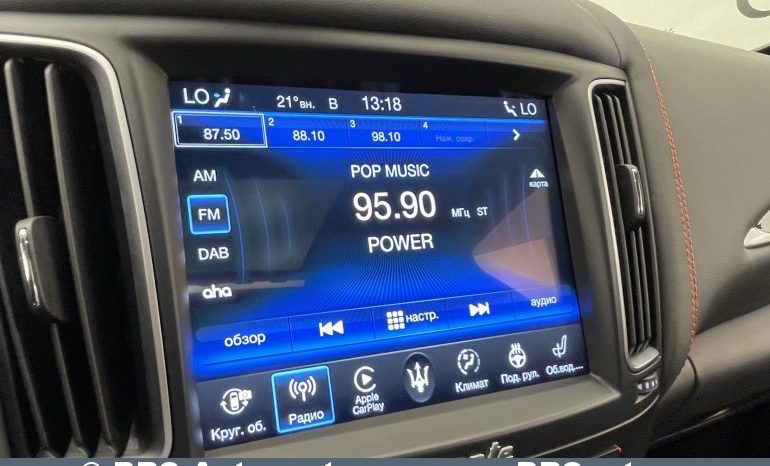 LO 21°вн. В 13:18 LO
1 87.50 2 88.10 3 98.10 4 Наж. сохр.
AM
FM
DAB
aha
POP MUSIC
95.90 МГц ST
POWER
карта
обзор настр. аудио
Круг. об. Радио Apple CarPlay Климат Под. рул. Об.вод....